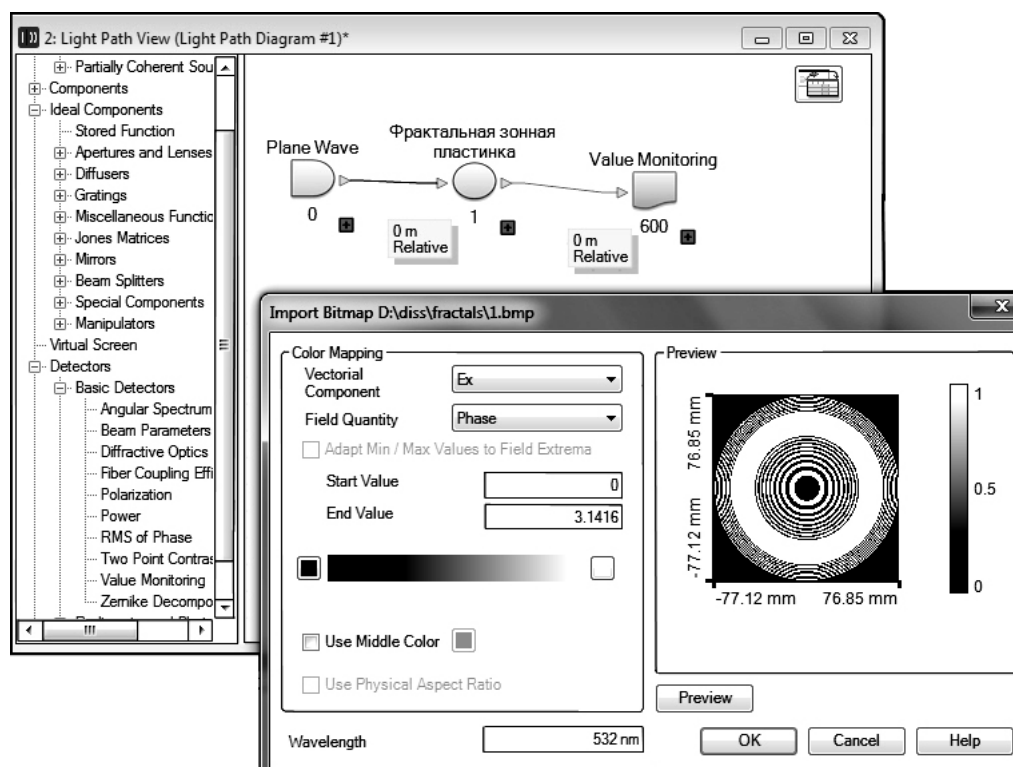 2: Light Path View (Light Path Diagram #1)*
Partially Coherent Sou
Components
Ideal Components
Stored Function
Apertures and Lenses
Diffusers
Gratings
Miscellaneous Functic
Jones Matrices
Mirrors
Beam Splitters
Special Components
Manipulators
Virtual Screen
Detectors
Basic Detectors
Angular Spectrum
Beam Parameters
Diffractive Optics
Fiber Coupling Effi
Polarization
Power
RMS of Phase
Two Point Contras
Value Monitoring
Zernike Decompo
Plane Wave
0
Фрактальная зонная
пластинка
1
Value Monitoring
600
0 m
Relative
0 m
Relative
Import Bitmap D:\diss\fractals\1.bmp
Color Mapping
Vectorial
Component
Ex
Field Quantity
Phase
Adapt Min / Max Values to Field Extrema
Start Value
0
End Value
3.1416
Use Middle Color
Use Physical Aspect Ratio
Wavelength
532 nm
Preview
76.85 mm
-77.12 mm
-77.12 mm
76.85 mm
1
0.5
0
Preview
OK
Cancel
Help